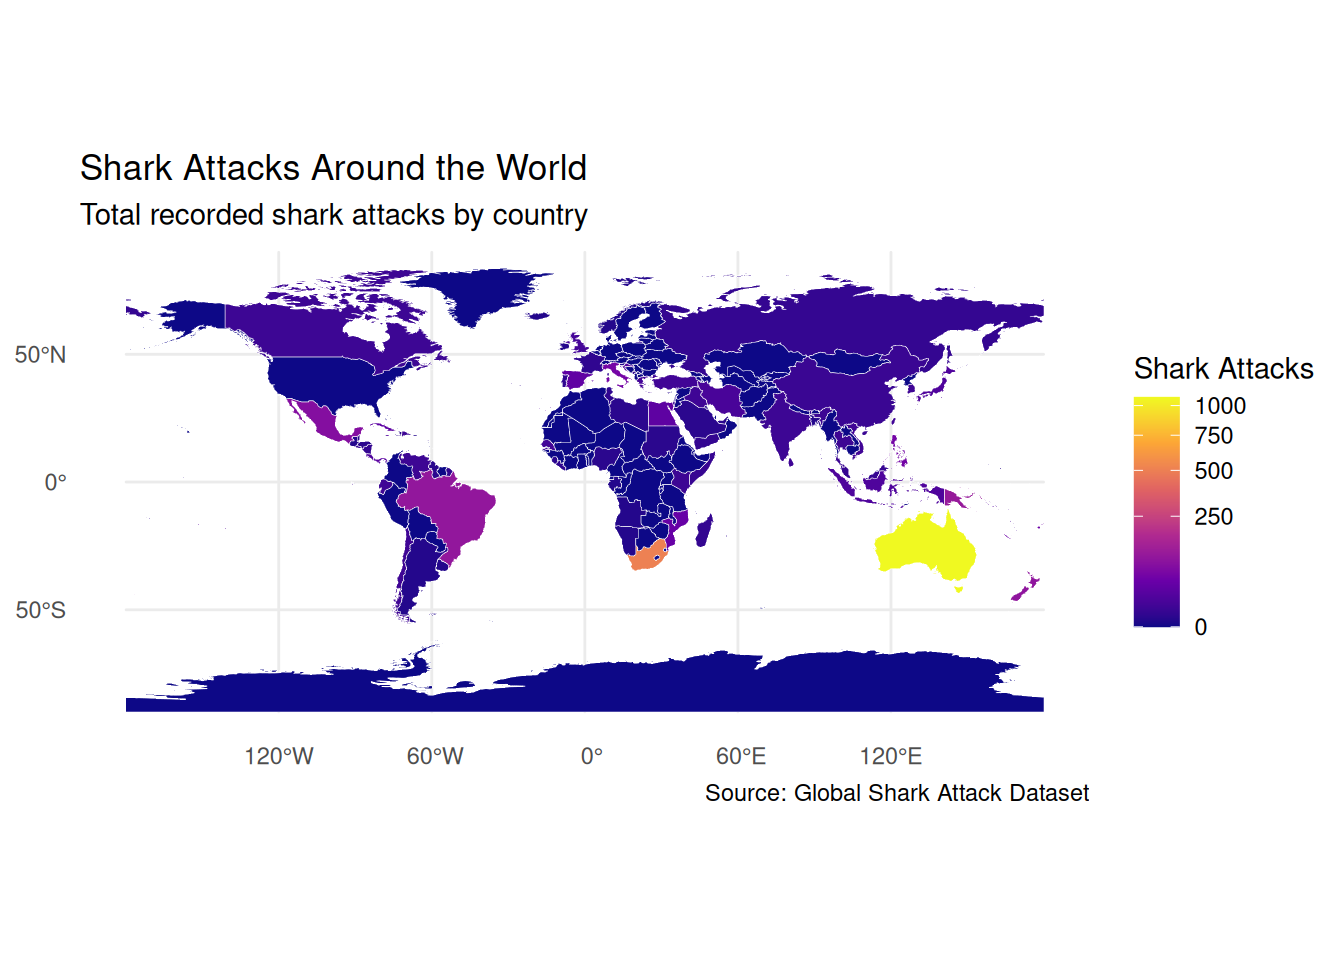 Shark Attacks Around the World
Total recorded shark attacks by country
50°N
0°
50°S
120°W 60°W 0° 60°E 120°E
Source: Global Shark Attack Dataset
Shark Attacks
1000
750
500
250
0